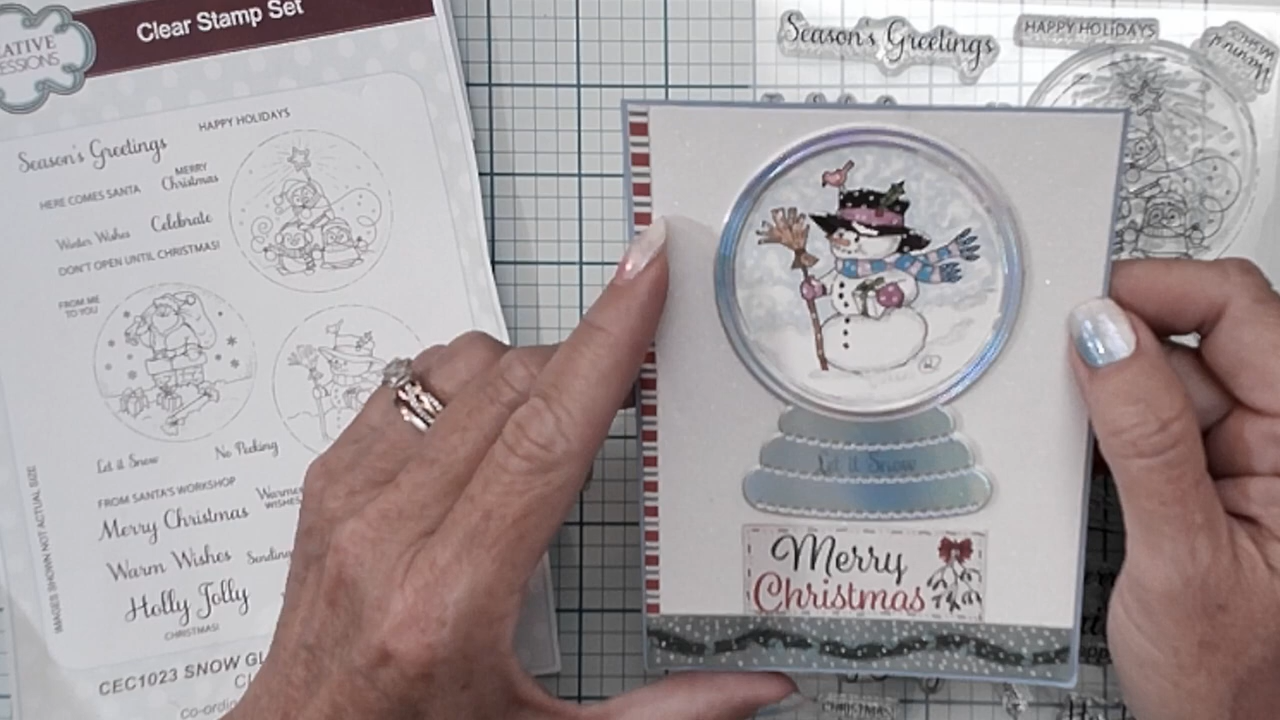 Clear Stamp Set
HAPPY HOLIDAYS
Season's Greetings
HERE COMES SANTA
MERRY
Christmas
Winter Wishes
Celebrate
DON'T OPEN UNTIL CHRISTMAS!
FROM ME
TO YOU
Let it Snow
No Peeking
FROM SANTA'S WORKSHOP
Merry Christmas
Warm Wishes
Sending
Holly Jolly
CHRISTMAS!
IMAGES SHOWN NOT ACTUAL SIZE
CEC1023 SNOW
Season's Greetings
HAPPY HOLIDAYS
Let it Snow
Merry
Christmas
CHRISTMAS